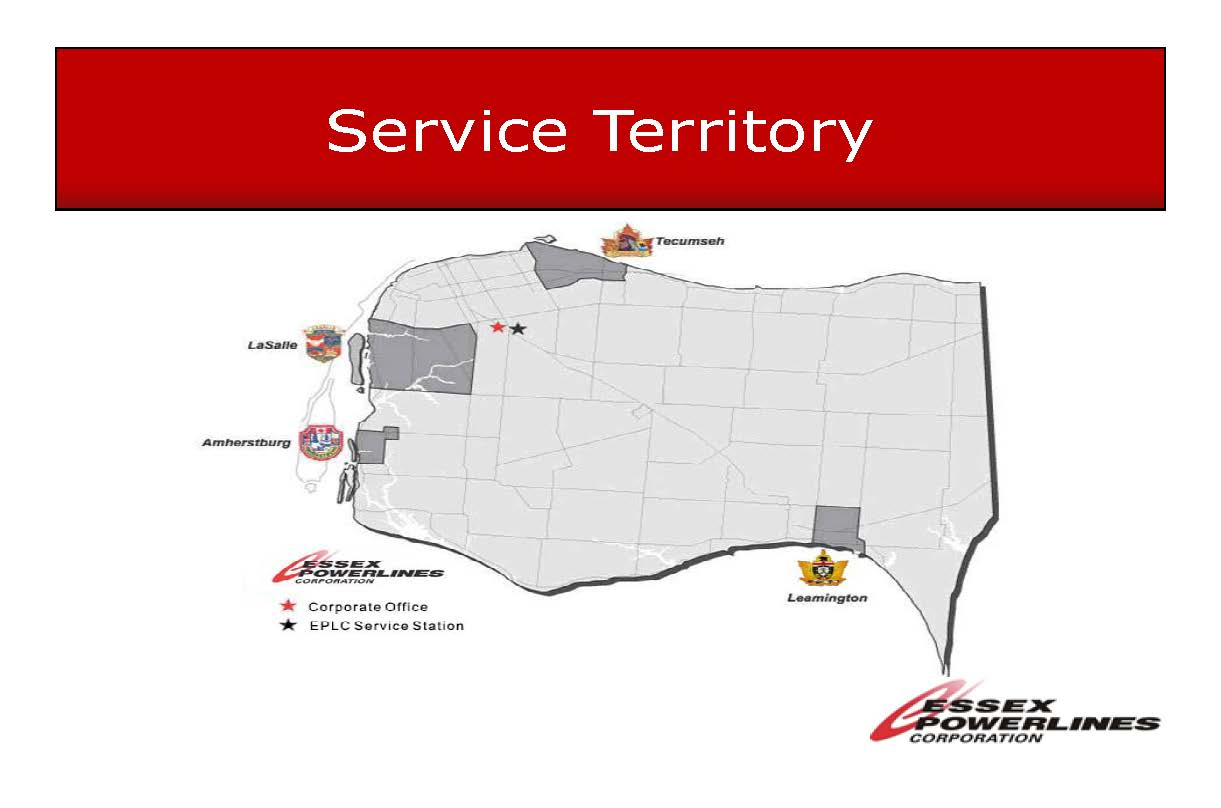 Service Territory
Tecumseh
LaSalle
Amherstburg
ESSEX
POWERLINES
CORPORATION
Corporate Office
EPLC Service Station
Leamington
ESSEX
POWERLINES
CORPORATION